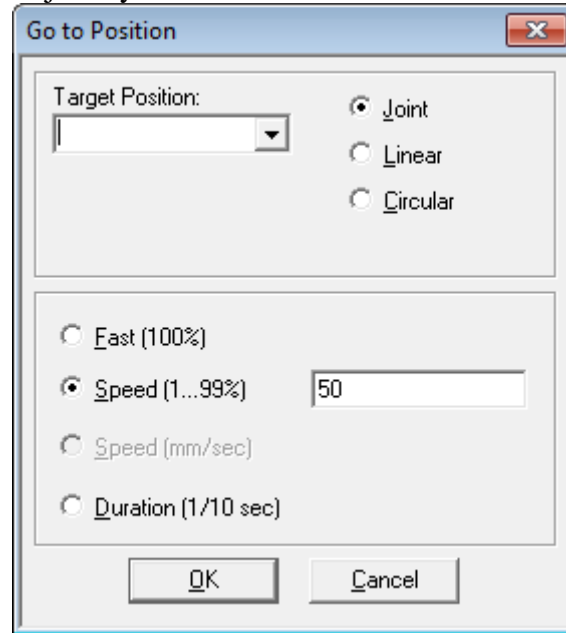 Go to Position
Target Position:
Joint
Linear
Circular
Fast (100%)
Speed (1...99%)
50
Speed (mm/sec)
Duration (1/10 sec)
OK
Cancel